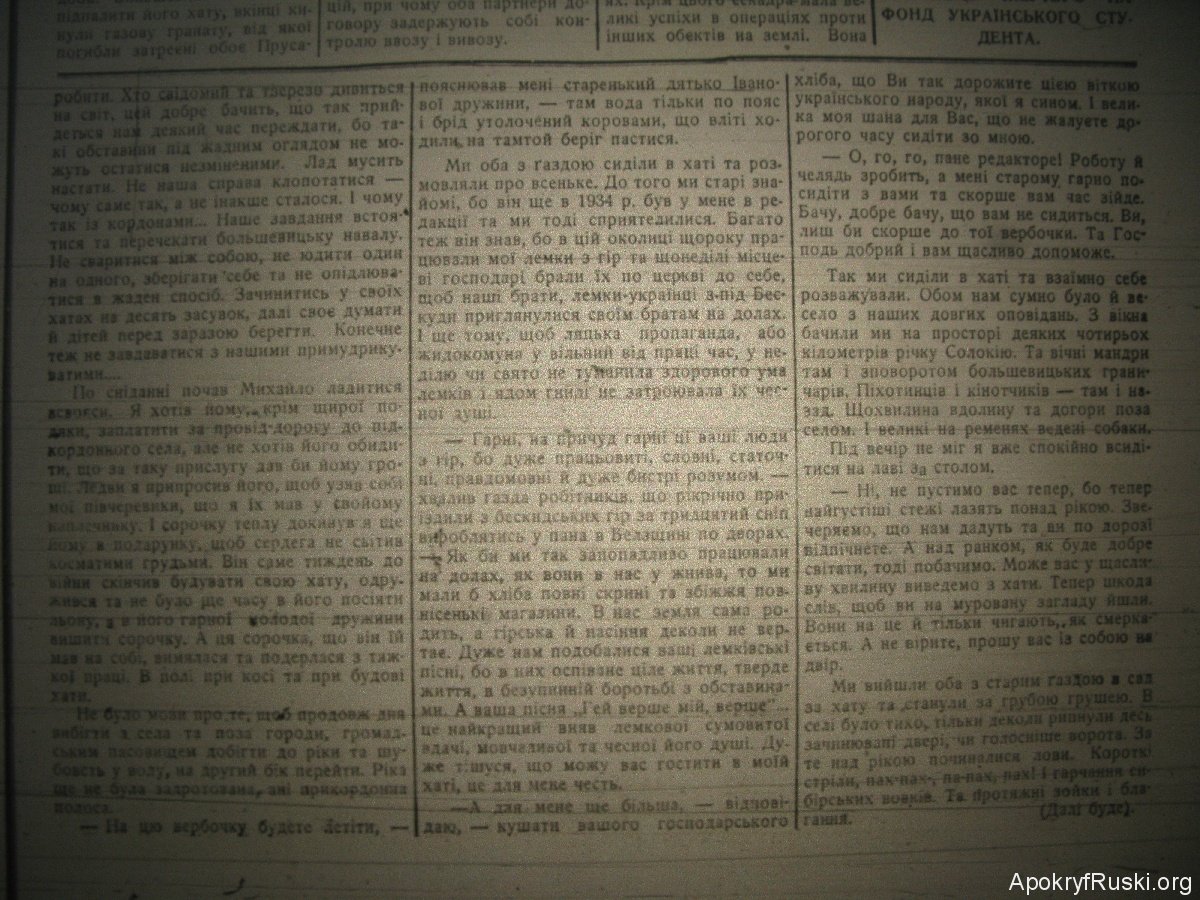 підпалити його хату, вкінці ки-
нули газову гранату, від якої
погибли затреєні обоє Пруса-
цій, при чому оба партнери до-
говору задержують собі кон-
тролю ввозу і вивозу.
ликі успіхи в операціях проти
інших обєктів на землі. Вона
ФОНД УКРАЇНСЬКОГО СТУ-
ДЕНТА.
робити. Хто свідомий та тверезо дивиться
на світ, цей добре бачить, що так прий-
деться нам деякий час переждати, бо та-
кі обставини під жадним оглядом не мо-
жуть остатися незміненими. Лад мусить
настати. Не наша справа клопотатися —
чому саме так, а не інакше сталося. І чому
так із кордонами... Наше завдання встоя-
тися та перечекати большевицьку навалу.
Не сваритися між собою, не юдити один
на одного, зберігати себе та не опідлюва-
тися в жаден спосіб. Зачинитись у своїх
хатах на десять засувок, далі своє думати
й дітей перед заразою берегти. Конечне
теж не завдаватися з нашими примудрику-
ватими....
По сніданні почав Михайло ладитися
всвояси. Я хотів йому, крім щирої по-
дяки, заплатити за провід-дорогу до під-
кордонного села, але не хотів його обиди-
ти, що за таку прислугу дав би йому гро-
ші. Ледви я припросив його, щоб узяв собі
мої півчеревики, що я їх мав у свойому
наплечнику. І сорочку теплу докинув я ще
йому в подарунку, щоб сердега не світив
косматими грудьми. Він саме тиждень до
війни скінчив будувати свою хату, одру-
жився та не було ще часу в його посіяти
льону, а в його гарної молодої дружини
вишити сорочку. А ця сорочка, що він їй
мав на собі, вимялася та подерлася з тяж-
кої праці. В полі при косі та при будові
хати.
Не було мови про те, щоб продовж дня
вибігти з села та поза городи, громад-
ським пасовищем добігти до ріки та шу-
бовсть у воду, на другий бік перейти. Ріка
ще не була задротована, ані прикордонна
полоса.
— На цю вербочку будете летіти, —
пояснював мені старенький дятько Івано-
вої дружини, — там вода тільки по пояс
і брід утолочений коровами, що вліті хо-
дили на тамтой беріг пастися.
Ми оба з ґаздою сиділи в хаті та роз-
мовляли про всеньке. До того ми старі зна-
йомі, бо він ще в 1934 р. був у мене в ре-
дакції та ми тоді сприятелилися. Багато
теж він знав, бо в цій околиці щороку пра-
цювали мої лемки з гір та щонеділі місце-
ві господарі брали їх по церкві до себе,
щоб наші брати, лемки-українці з-під Бес-
куди приглянулися своїм братам на долах.
І ще тому, щоб ляцька пропаганда, або
жидокомуна у вільний від праці час, у не-
ділю чи свято не туманила здорового ума
лемків і ядом гниді не затроювала їх чес-
ної душі.
— Гарні, на причуд гарні ці ваші люди
з гір, бо дуже працьовиті, словні, статоч-
ні, правдомовні й дуже бистрі розумом. —
хвалив газда робітників, що рікрічно при-
їздили з бескидських гір за тридцятий сніп
вироблятись у пана в Белзщині по дворах.
— Як би ми так запопадливо працювали
на долах, як вони в нас у жнива, то ми
мали б хліба повні скрині та збіжжя пов-
нісенькі магазини. В нас земля сама ро-
дить, а гірська й насіння деколи не вер-
тає. Дуже нам подобалися ваші лемківські
пісні, бо в них оспіване ціле життя, тверде
життя, в безупинній боротьбі з обставина-
ми. А ваша пісня „Гей верше мій, верше"...
це найкращий вияв лемкової сумовитої
вдачі, мовчаливої та чесної його душі. Ду-
же тішуся, що можу вас гостити в моїй
хаті, це для мене честь.
—А для мене ще більша, — відпові-
даю, — кушати вашого господарського
хліба, що Ви так дорожите цією віткою
українського народу, якої я сином. І вели-
ка моя шана для Вас, що не жалуєте до-
рогого часу сидіти зо мною.
— О, го, го, пане редакторе! Роботу й
челядь зробить, а мені старому гарно по-
сидіти з вами та скорше вам час зійде.
Бачу, добре бачу, що вам не сидиться. Ви,
лиш би скорше до тої вербочки. Та Гос-
подь добрий і вам щасливо допоможе.
Так ми сиділи в хаті та взаїмно себе
розважували. Обом нам сумно було й ве-
село з наших довгих оповідань. З вікна
бачили ми на просторі деяких чотирьох
кілометрів річку Солокію. Та вічні мандри
там і зповоротом большевицьких грани-
чарів. Піхотинців і кінотчиків — там і на-
зад. Щохвилина вдолину та догори поза
селом. І великі на ременях ведені собаки.
Під вечір не міг я вже спокійно всиді-
тися на лаві за столом.
— Ні, не пустимо вас тепер, бо тепер
найгустіші стежі лазять понад рікою. Зве-
черяємо, що нам дадуть та ви по дорозі
відпічнете. А над ранком, як буде добре
світати, тоді побачимо. Може вас у щасли-
ву хвилину виведемо з хати. Тепер шкода
слів, щоб ви на муровану загладу йшли.
Вони на це й тільки чигають, як смерка-
ється. А не вірите, прошу вас із собою на
двір.
Ми вийшли оба з старим ґаздою в сад
за хату та станули за грубою грушею. В
селі було тихо, тільки деколи рипнули десь
зачинювані двері, чи голосніше ворота. За
те над рікою починалися лови. Короткі
стріли, пах-пах, па-пах, пах! і гарчання си-
бірських вовків. Та протяжні зойки і бла-
гання.
(Далі буде).
ApokryfRuski.org